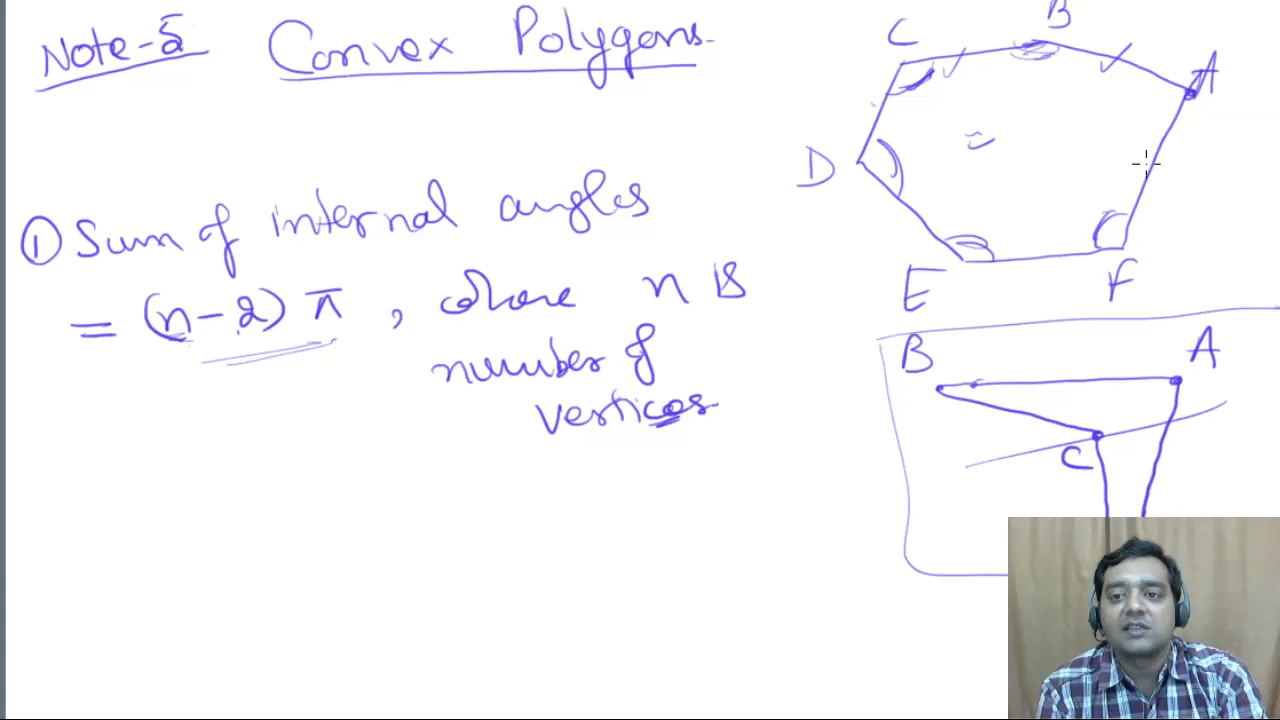 Note-5 Convex Polygons.
① Sum of internal angles
= (n-2) π, where n is
number of
vertices
C B A
D
E F
B A
C